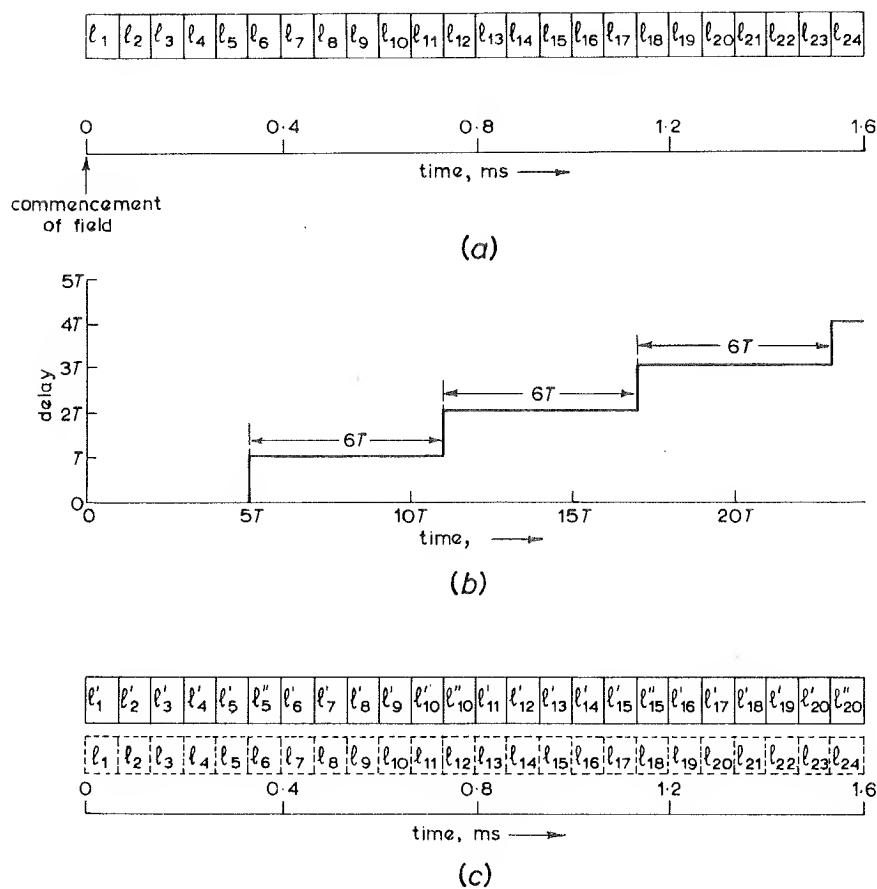 ℓ1 ℓ2 ℓ3 ℓ4 ℓ5 ℓ6 ℓ7 ℓ8 ℓ9 ℓ10 ℓ11 ℓ12 ℓ13 ℓ14 ℓ15 ℓ16 ℓ17 ℓ18 ℓ19 ℓ20 ℓ21 ℓ22 ℓ23 ℓ24
0 0·4 0·8 1·2 1·6
time, ms
commencement
of field
(a)
5T
4T
3T
2T
T
0
delay
6T
6T
6T
0 5T 10T 15T 20T
time,
(b)
ℓ'1 ℓ'2 ℓ'3 ℓ'4 ℓ'5 ℓ''5 ℓ'6 ℓ'7 ℓ'8 ℓ'9 ℓ'10 ℓ''10 ℓ'11 ℓ'12 ℓ'13 ℓ'14 ℓ'15 ℓ''15 ℓ'16 ℓ'17 ℓ'18 ℓ'19 ℓ'20 ℓ''20
ℓ1 ℓ2 ℓ3 ℓ4 ℓ5 ℓ6 ℓ7 ℓ8 ℓ9 ℓ10 ℓ11 ℓ12 ℓ13 ℓ14 ℓ15 ℓ16 ℓ17 ℓ18 ℓ19 ℓ20 ℓ21 ℓ22 ℓ23 ℓ24
0 0·4 0·8 1·2 1·6
time, ms
(c)